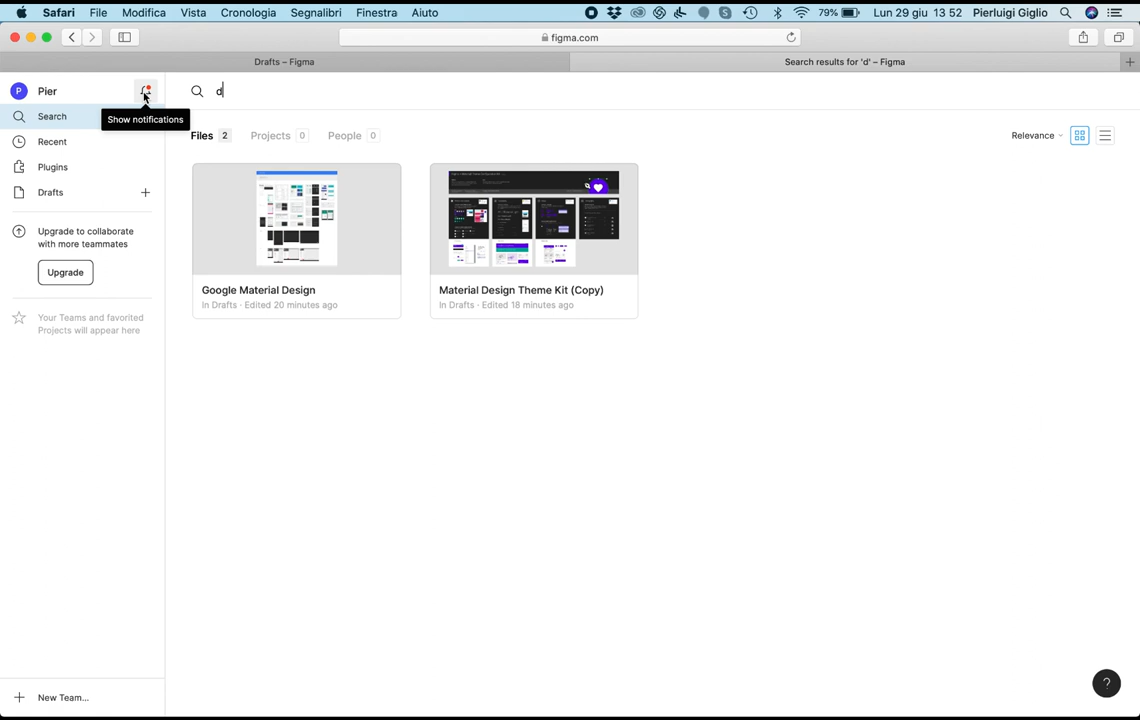 Safari File Modifica Vista Cronologia Segnalibri Finestra Aiuto 79% Lun 29 giu 13 52 Pierluigi Giglio
figma.com
Drafts – Figma
Search results for 'd' – Figma
P Pier
d
Search
Show notifications
Recent
Plugins
Drafts
Upgrade to collaborate
with more teammates
Upgrade
Your Teams and favorited
Projects will appear here
New Team...
Files 2 Projects 0 People 0
Relevance
Google Material Design
In Drafts · Edited 20 minutes ago
Material Design Theme Kit (Copy)
In Drafts · Edited 18 minutes ago
?